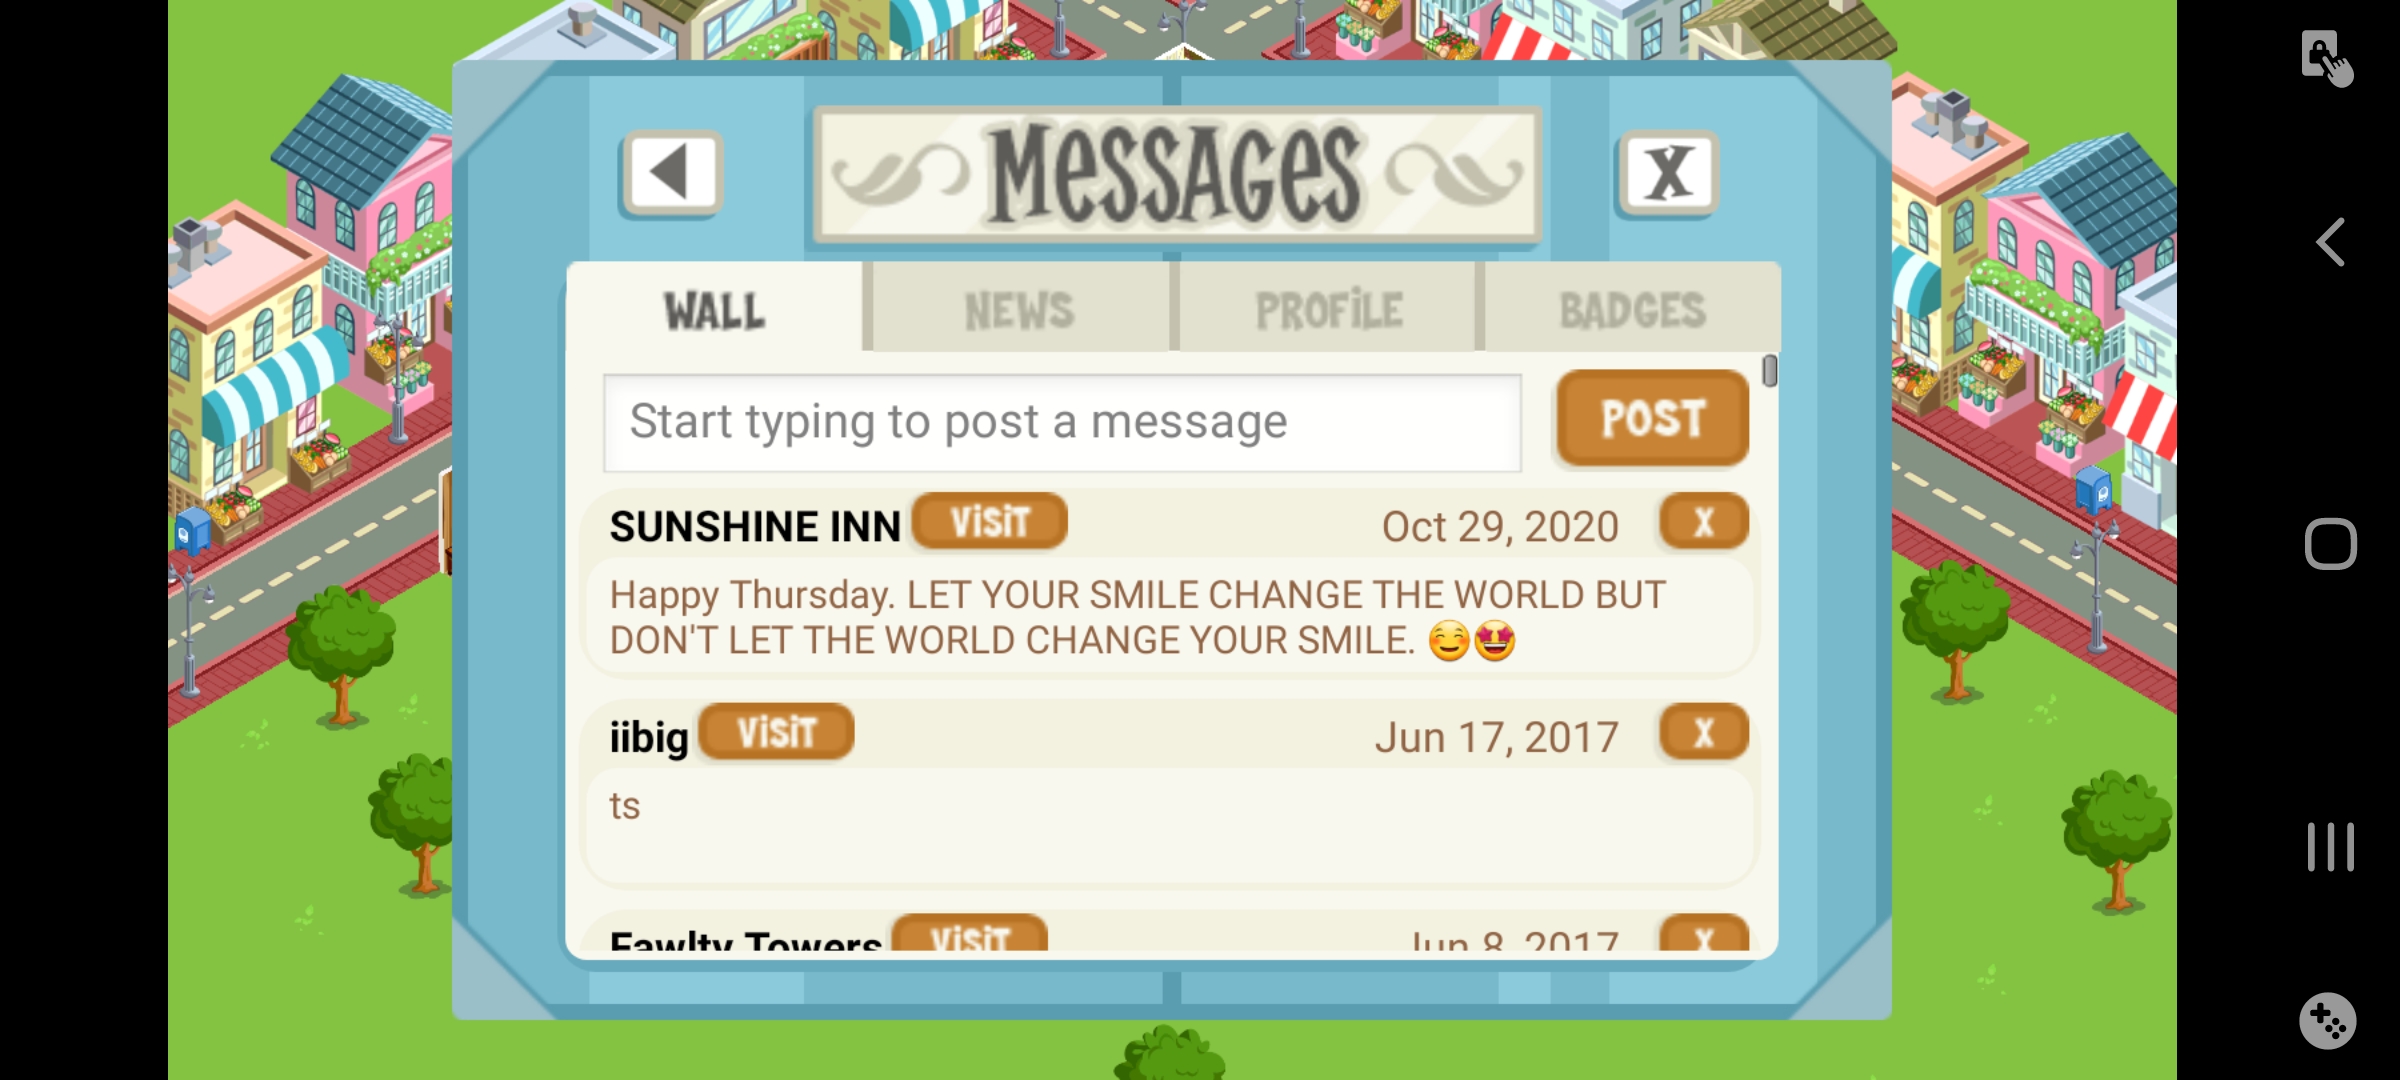 MESSAGES
X
WALL
NEWS
PROFILE
BADGES
Start typing to post a message
POST
SUNSHINE INN VISIT Oct 29, 2020 X
Happy Thursday. LET YOUR SMILE CHANGE THE WORLD BUT
DON'T LET THE WORLD CHANGE YOUR SMILE. 😊🤩
iibig VISIT Jun 17, 2017 X
ts
Fawlty Towers VISIT Jun 8, 2017 X